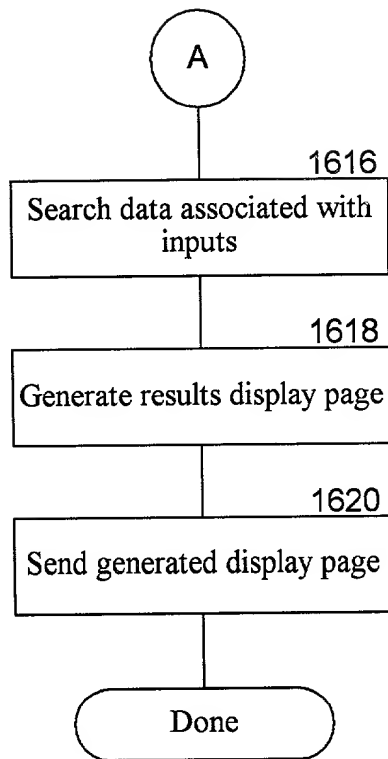 A
1616
Search data associated with
inputs
1618
Generate results display page
1620
Send generated display page
Done